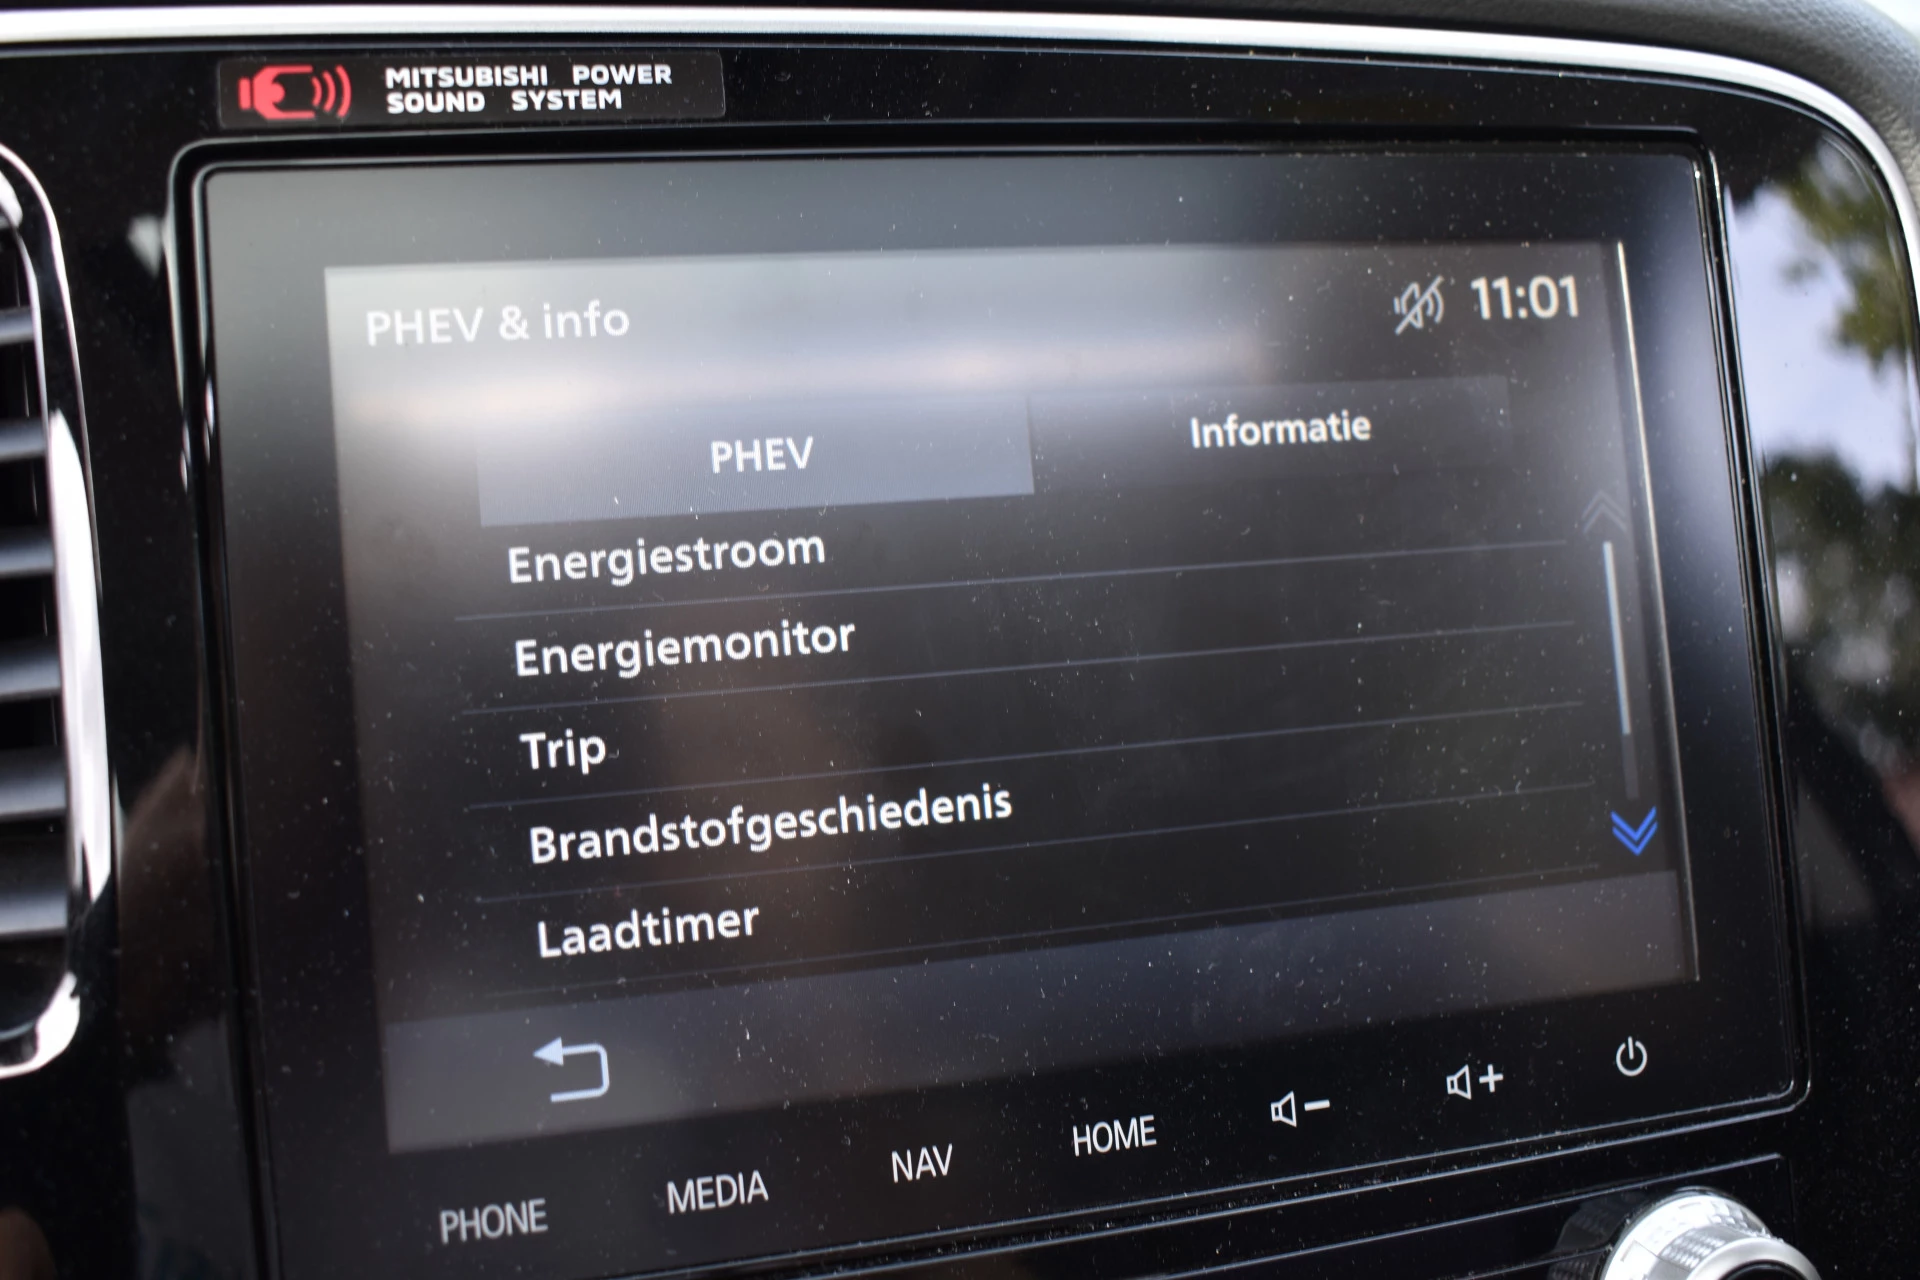 MITSUBISHI POWER
SOUND SYSTEM
PHEV & info
11:01
PHEV
Informatie
Energiestroom
Energiemonitor
Trip
Brandstofgeschiedenis
Laadtimer
PHONE
MEDIA
NAV
HOME